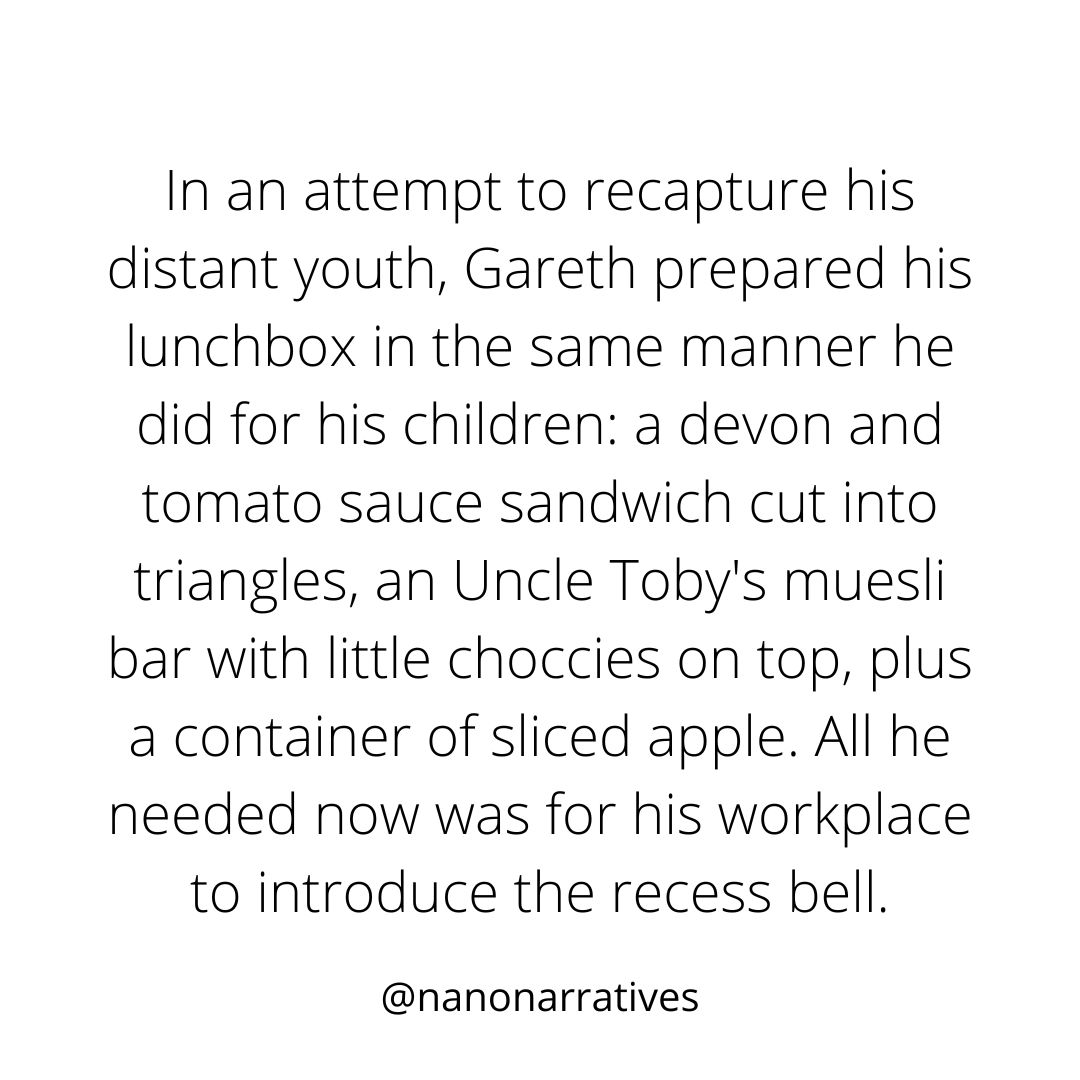 In an attempt to recapture his
distant youth, Gareth prepared his
lunchbox in the same manner he
did for his children: a devon and
tomato sauce sandwich cut into
triangles, an Uncle Toby's muesli
bar with little choccies on top, plus
a container of sliced apple. All he
needed now was for his workplace
to introduce the recess bell.
@nanonarratives